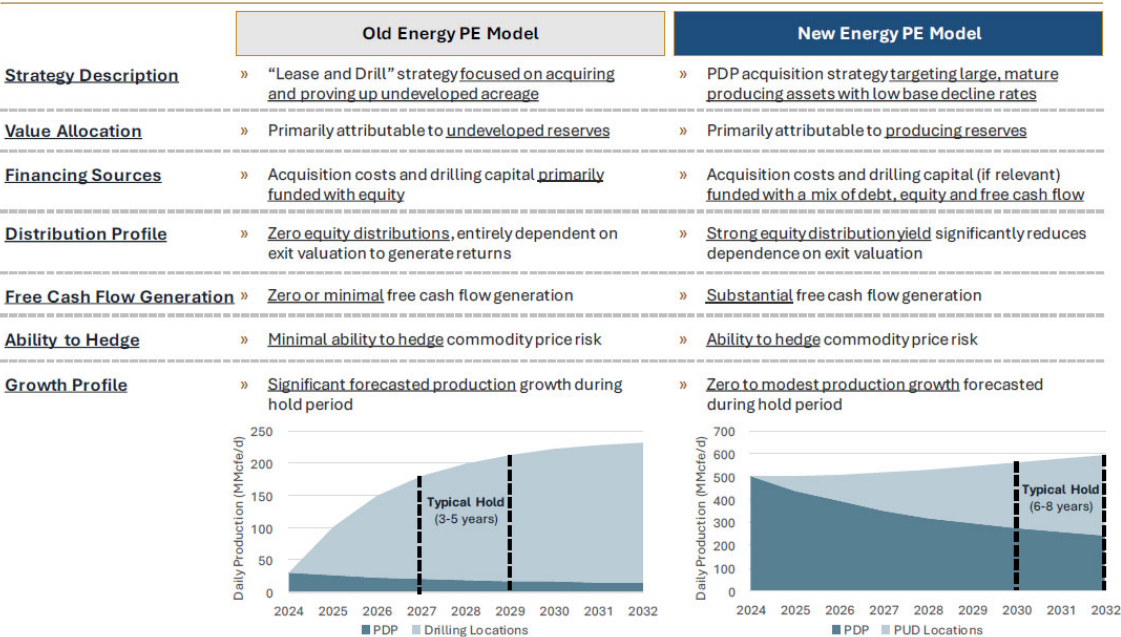 Old Energy PE Model
New Energy PE Model
Strategy Description
» "Lease and Drill" strategy focused on acquiring
and proving up undeveloped acreage
» PDP acquisition strategy targeting large, mature
producing assets with low base decline rates
Value Allocation
» Primarily attributable to undeveloped reserves
» Primarily attributable to producing reserves
Financing Sources
» Acquisition costs and drilling capital primarily
funded with equity
» Acquisition costs and drilling capital (if relevant)
funded with a mix of debt, equity and free cash flow
Distribution Profile
» Zero equity distributions, entirely dependent on
exit valuation to generate returns
» Strong equity distribution yield significantly reduces
dependence on exit valuation
Free Cash Flow Generation
» Zero or minimal free cash flow generation
» Substantial free cash flow generation
Ability to Hedge
» Minimal ability to hedge commodity price risk
» Ability to hedge commodity price risk
Growth Profile
» Significant forecasted production growth during
hold period
» Zero to modest production growth forecasted
during hold period
Daily Production (MMcfe/d)
250
200
150
100
50
0
Typical Hold
(3-5 years)
2024 2025 2026 2027 2028 2029 2030 2031 2032
PDP Drilling Locations
Daily Production (MMcfe/d)
700
600
500
400
300
200
100
0
Typical Hold
(6-8 years)
2024 2025 2026 2027 2028 2029 2030 2031 2032
PDP PUD Locations